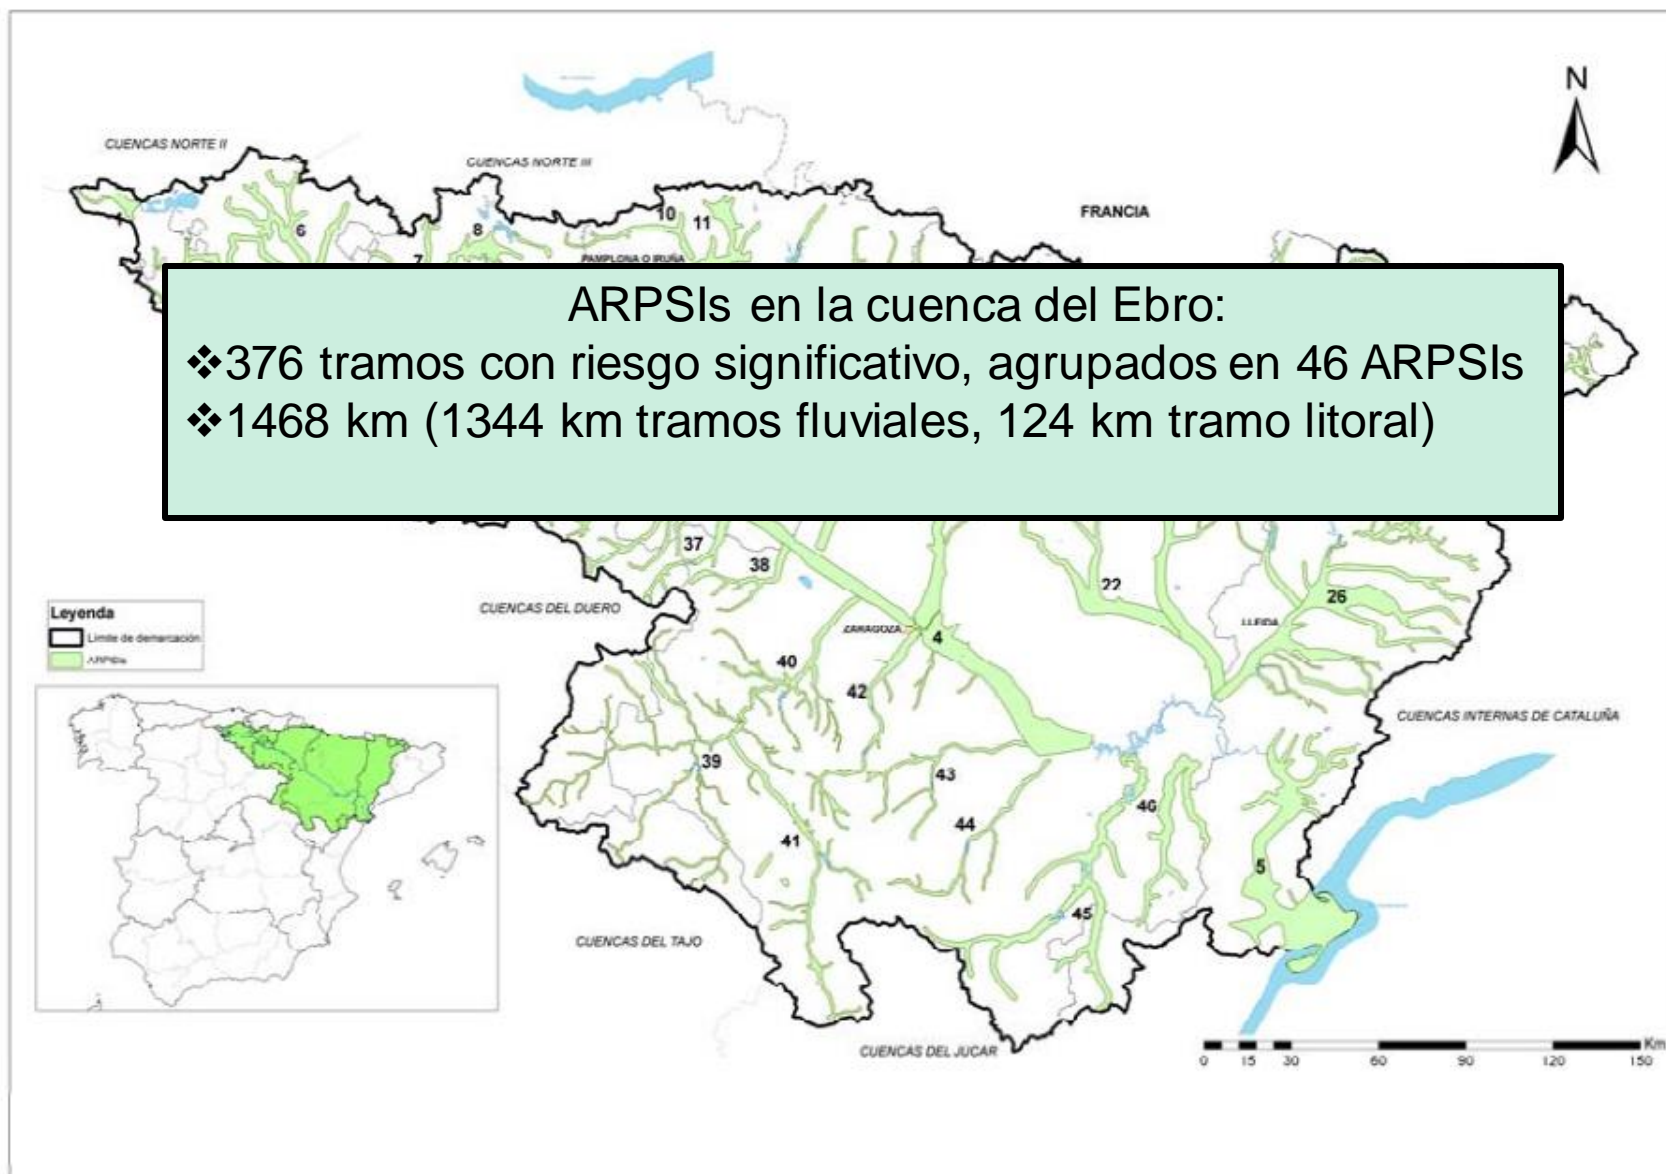 N
CUENCAS NORTE II
CUENCAS NORTE III
FRANCIA
10
11
6
8
7
PAMPLONA O IRUÑA
ARPSIs en la cuenca del Ebro:
❖376 tramos con riesgo significativo, agrupados en 46 ARPSIs
❖1468 km (1344 km tramos fluviales, 124 km tramo litoral)
37
38
22
26
CUENCAS DEL DUERO
Leyenda
Límite de demarcación
ARPSIs
ZARAGOZA
4
LLEIDA
40
42
CUENCAS INTERNAS DE CATALUÑA
39
43
46
44
41
5
45
CUENCAS DEL TAJO
CUENCAS DEL JUCAR
Km
0 15 30 60 90 120 150